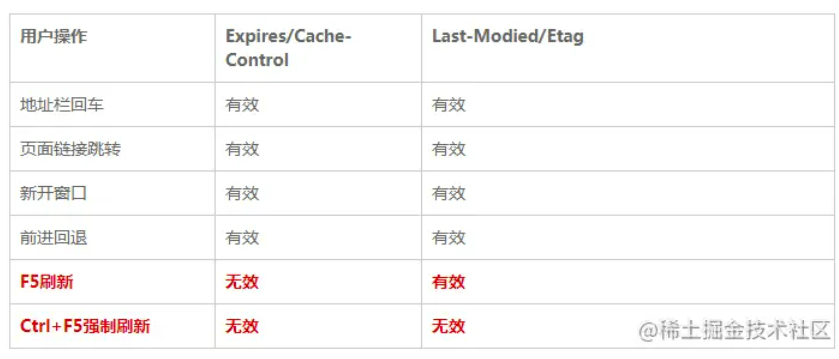 用户操作 Expires/Cache- Last-Modied/Etag
Control
地址栏回车 有效 有效
页面链接跳转 有效 有效
新开窗口 有效 有效
前进回退 有效 有效
F5刷新 无效 有效
Ctrl+F5强制刷新 无效 无效
@稀土掘金技术社区